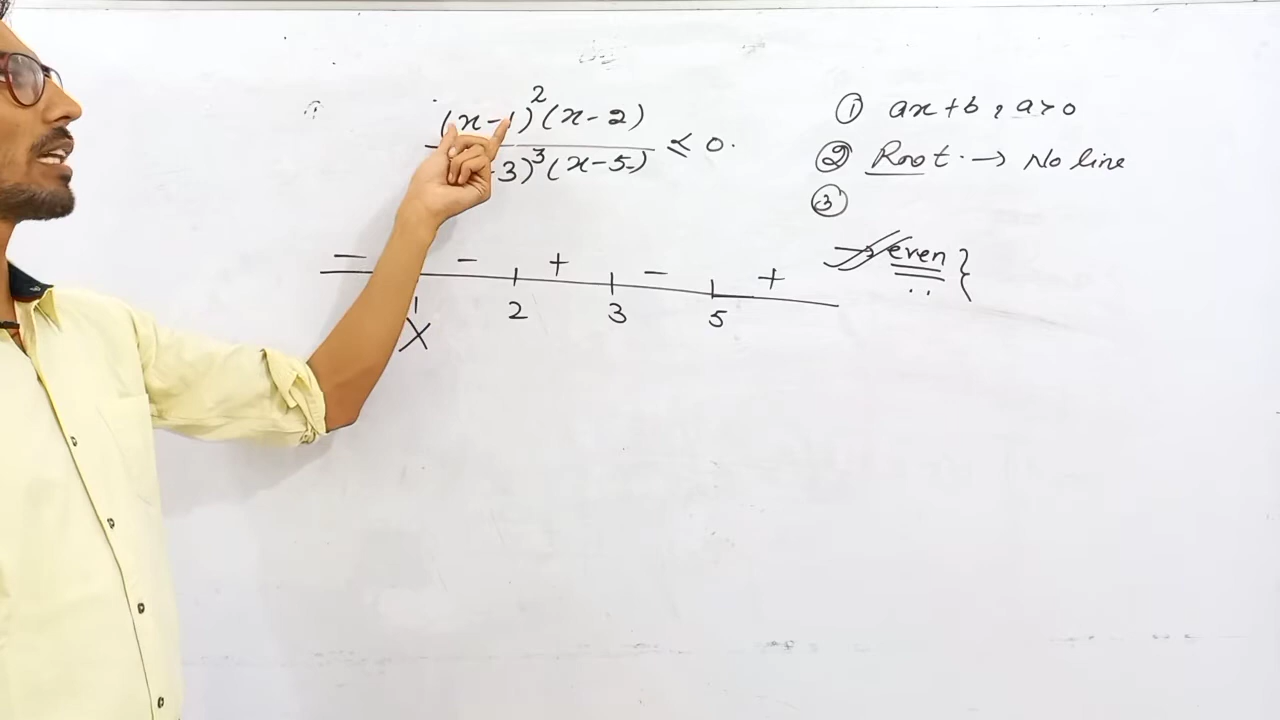 (x-1)²(x-2)
-3)³(x-5) ≤ 0.
① ax+b, a>0
② Root. → No line
③
→ even }
- - + - +
1 2 3 5
X